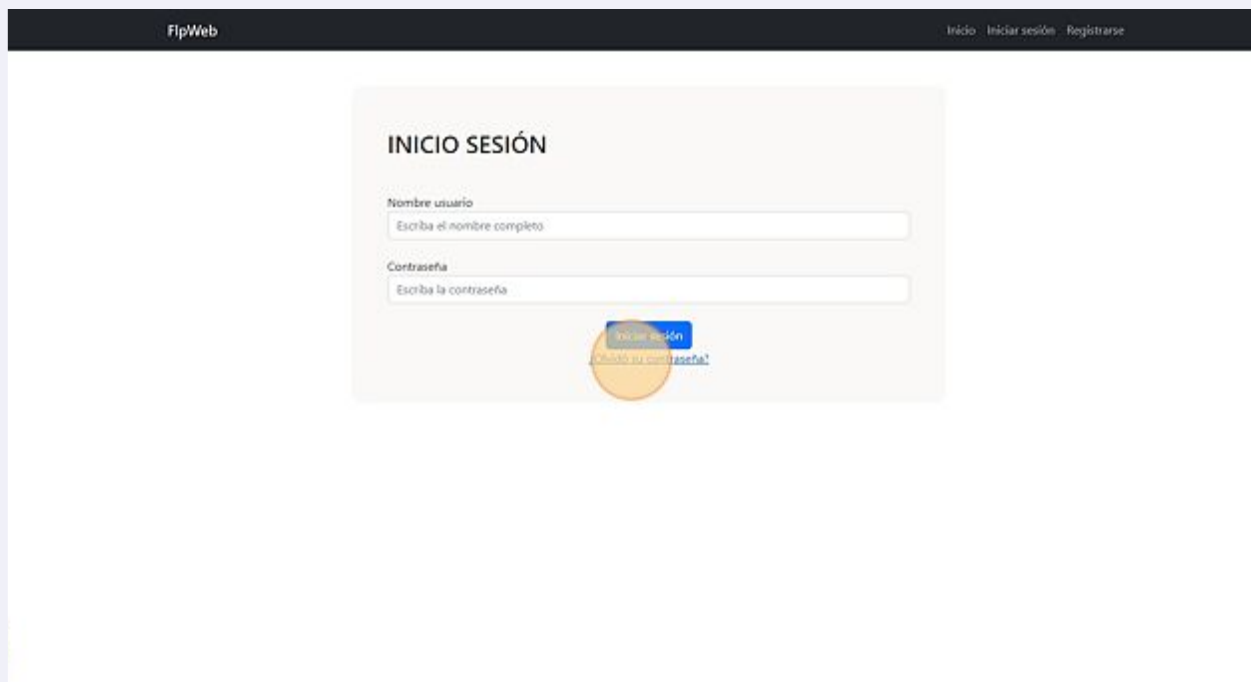 FlpWeb
Inicio Iniciar sesión Registrarse
INICIO SESIÓN
Nombre usuario
Escriba el nombre completo
Contraseña
Escriba la contraseña
Iniciar sesión
¿Olvidó su contraseña?